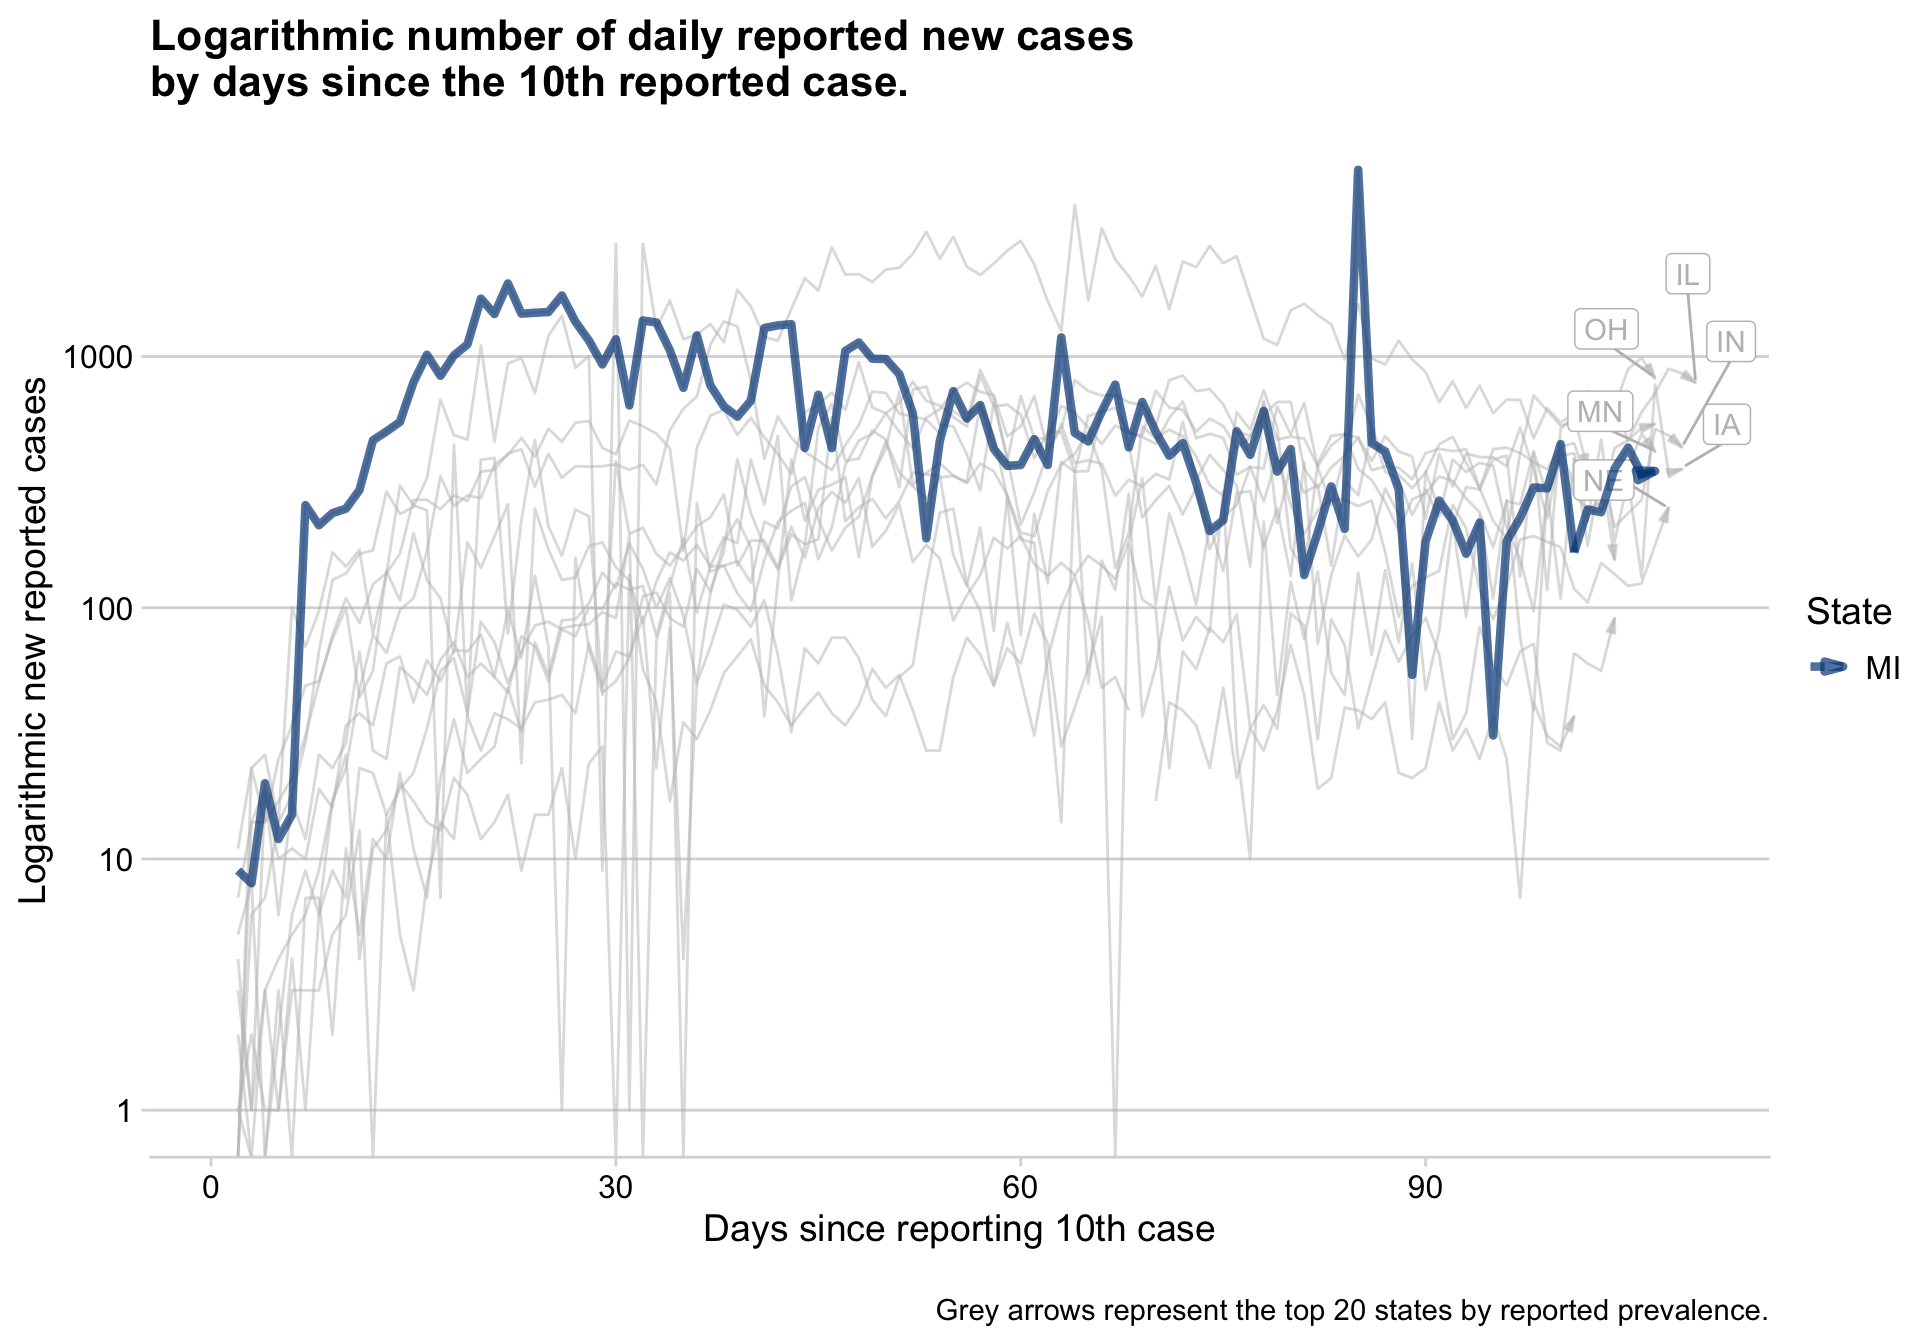 Logarithmic number of daily reported new cases
by days since the 10th reported case.
Logarithmic new reported cases
1000
100
10
1
0
30
60
90
Days since reporting 10th case
IL
OH
IN
MN
IA
NE
State
MI
Grey arrows represent the top 20 states by reported prevalence.